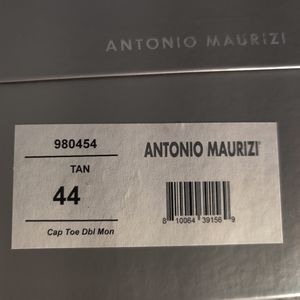 ANTONIO MAURIZI
980454
TAN
44
Cap Toe Dbl Mon
ANTONIO MAURIZI
8 10064 39156 9